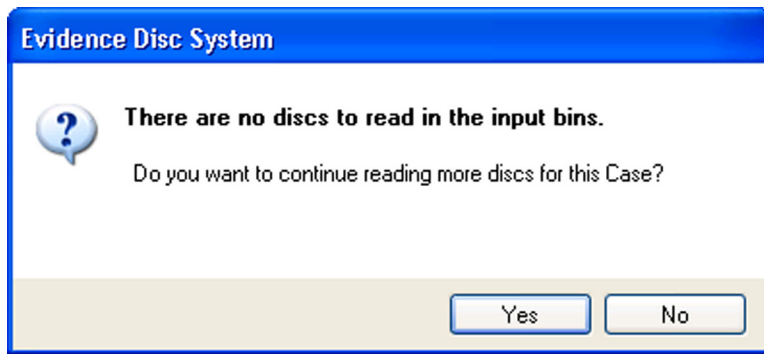 Evidence Disc System
There are no discs to read in the input bins.
Do you want to continue reading more discs for this Case?
Yes
No